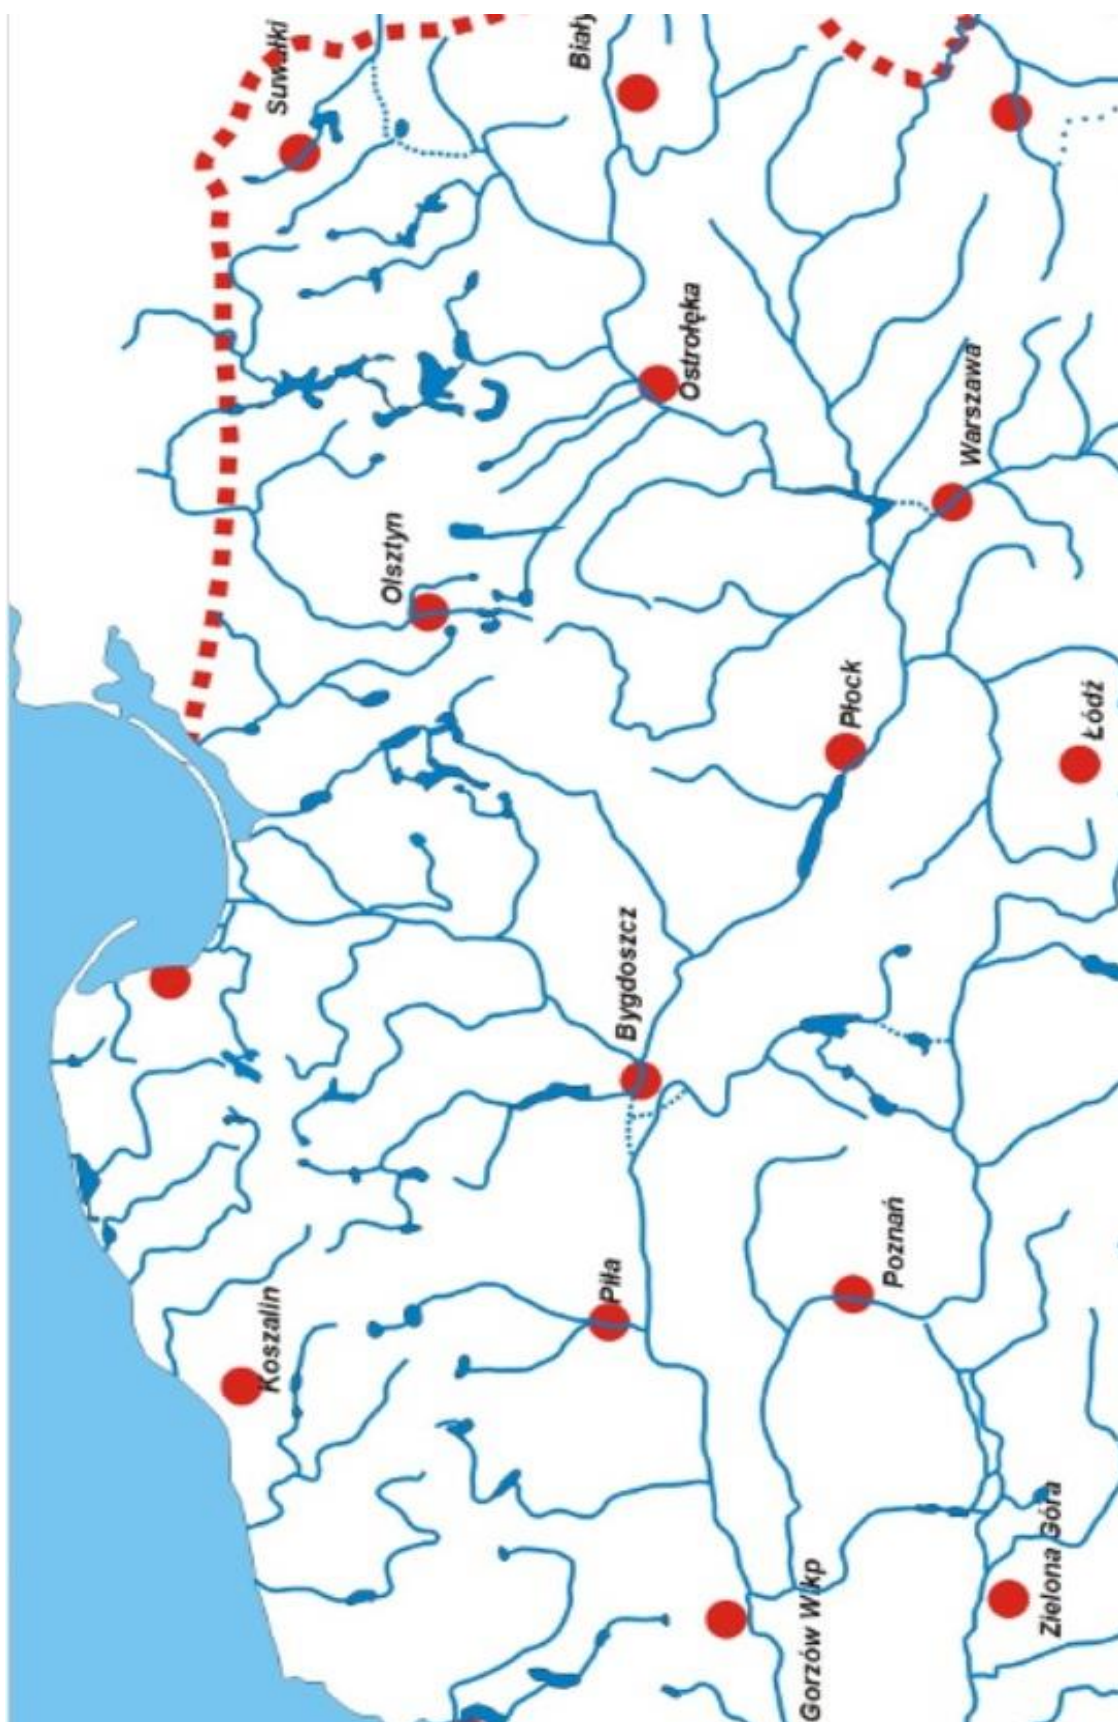 Suwałki
Biały
Ostrołęka
Warszawa
Olsztyn
Płock
Łódź
Bygdoszcz
Piła
Poznań
Koszalin
Gorzów Wlkp
Zielona Góra